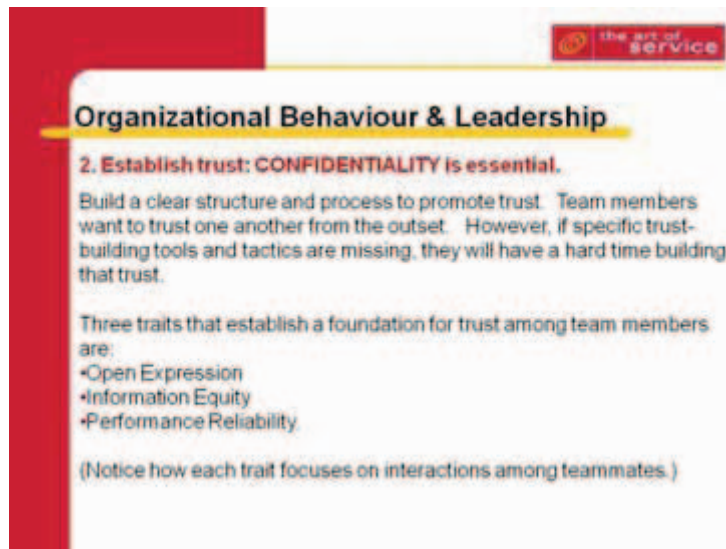 the art of
service
Organizational Behaviour & Leadership
2. Establish trust: CONFIDENTIALITY is essential.
Build a clear structure and process to promote trust. Team members
want to trust one another from the outset. However, if specific trust-
building tools and tactics are missing, they will have a hard time building
that trust.
Three traits that establish a foundation for trust among team members
are:
•Open Expression
•Information Equity
•Performance Reliability.
(Notice how each trait focuses on interactions among teammates.)